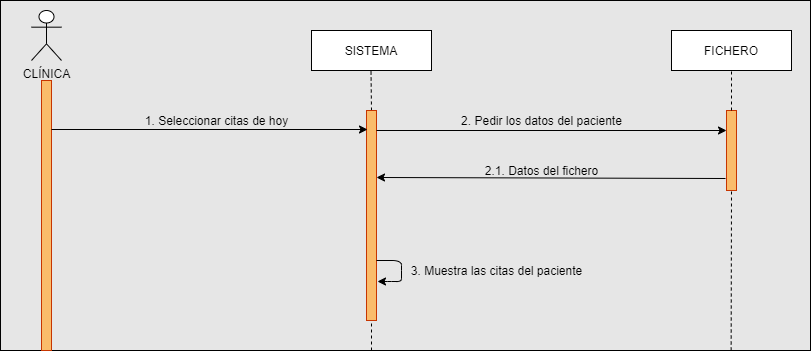 CLÍNICA
SISTEMA
FICHERO
1. Seleccionar citas de hoy
2. Pedir los datos del paciente
2.1. Datos del fichero
3. Muestra las citas del paciente